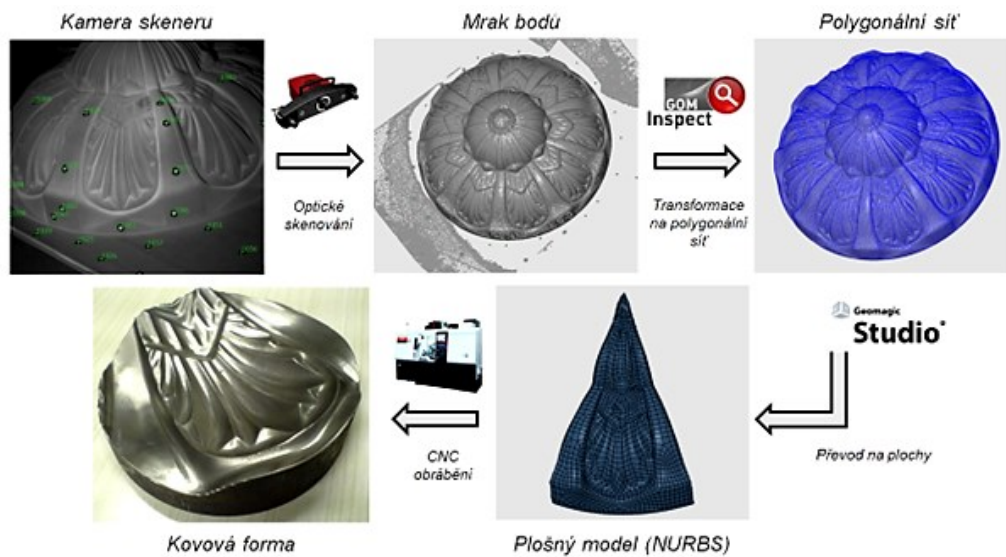 Kamera skeneru
Mrak bodů
Polygonální síť
Optické
skenování
GOM
Inspect
Transformace
na polygonální
síť
Geomagic
Studio
Převod na plochy
CNC
obrábění
Kovová forma
Plošný model (NURBS)